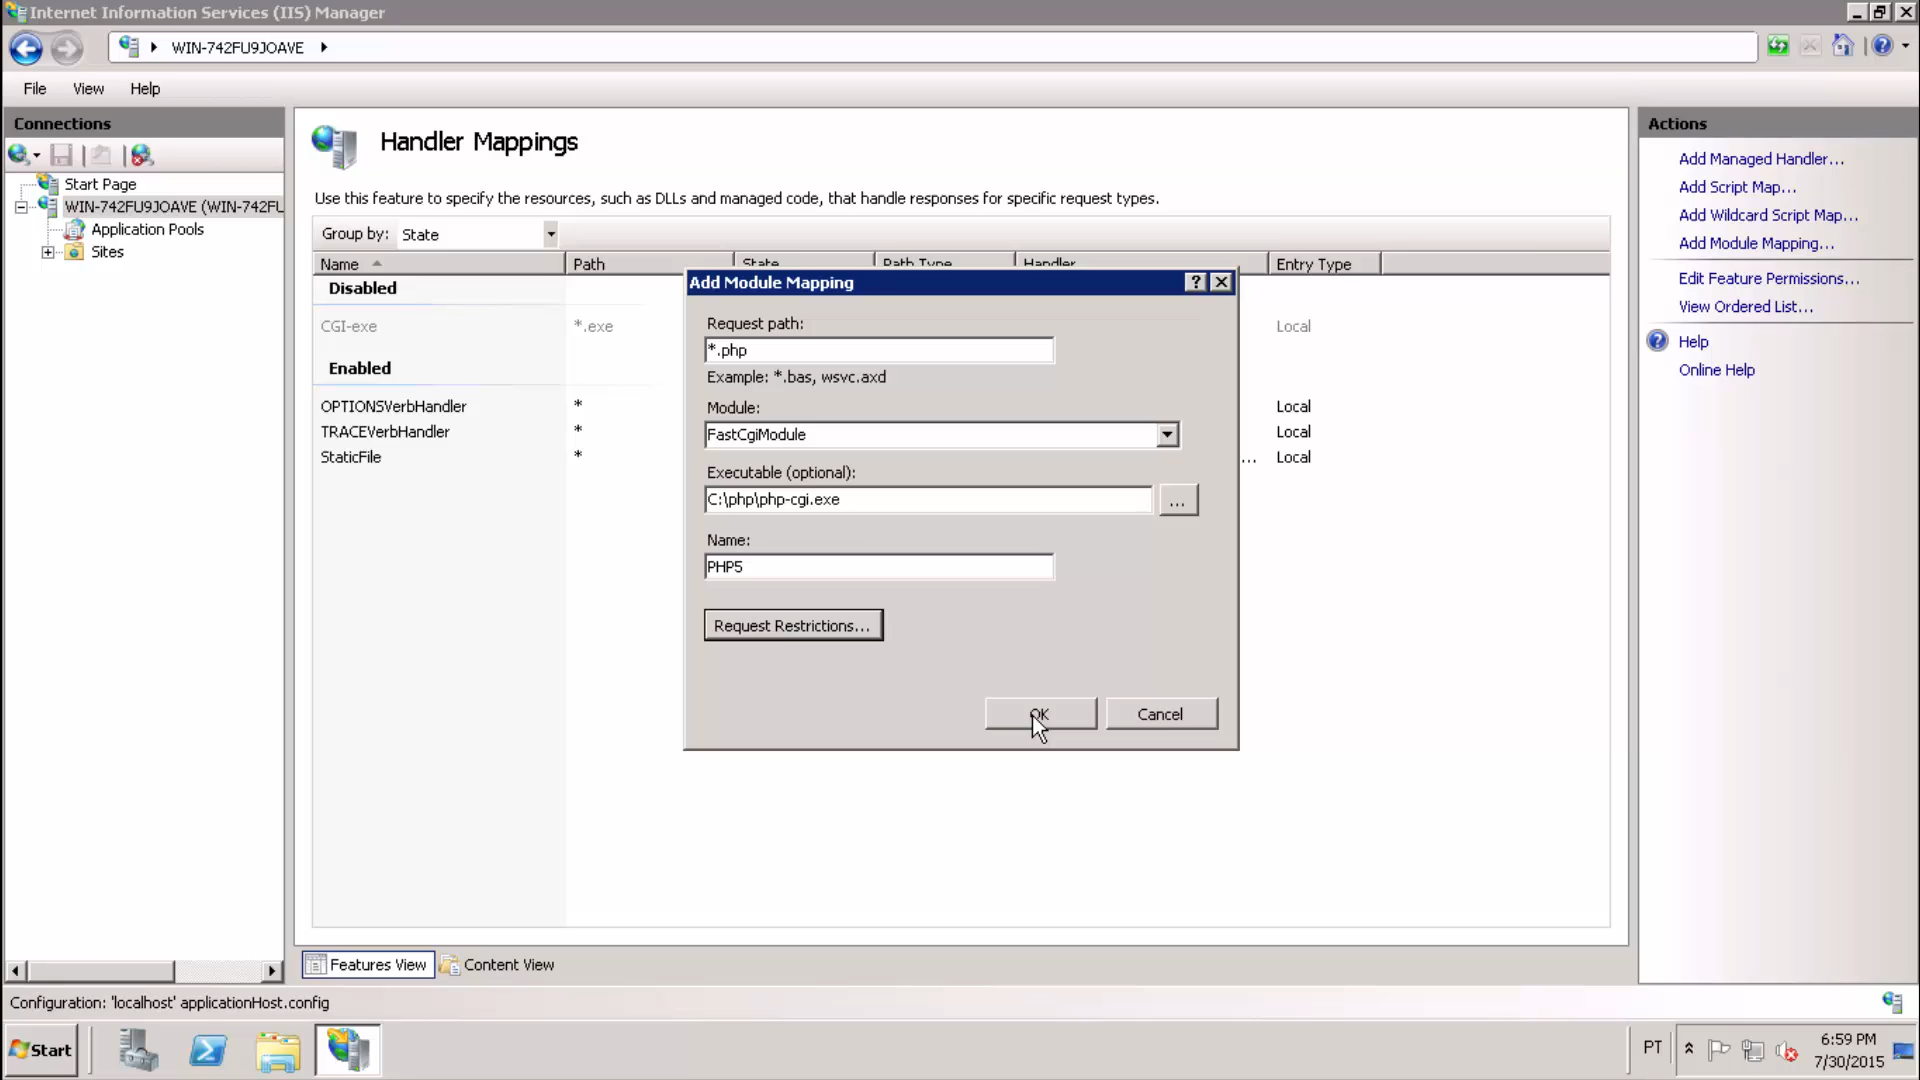 Internet Information Services (IIS) Manager
WIN-742FU9JOAVE
File View Help
Connections
Start Page
WIN-742FU9JOAVE (WIN-742FU
Application Pools
Sites
Handler Mappings
Use this feature to specify the resources, such as DLLs and managed code, that handle responses for specific request types.
Group by: State
Name Path State Path Type Handler Entry Type
Disabled
CGI-exe *.exe Local
Enabled
OPTIONSVerbHandler * Local
TRACEVerbHandler * Local
StaticFile * ... Local
Add Module Mapping
Request path:
*.php
Example: *.bas, wsvc.axd
Module:
FastCgiModule
Executable (optional):
C:\php\php-cgi.exe
...
Name:
PHP5
Request Restrictions...
OK Cancel
Features View Content View
Actions
Add Managed Handler...
Add Script Map...
Add Wildcard Script Map...
Add Module Mapping...
Edit Feature Permissions...
View Ordered List...
Help
Online Help
Configuration: 'localhost' applicationHost.config
Start
PT
6:59 PM
7/30/2015